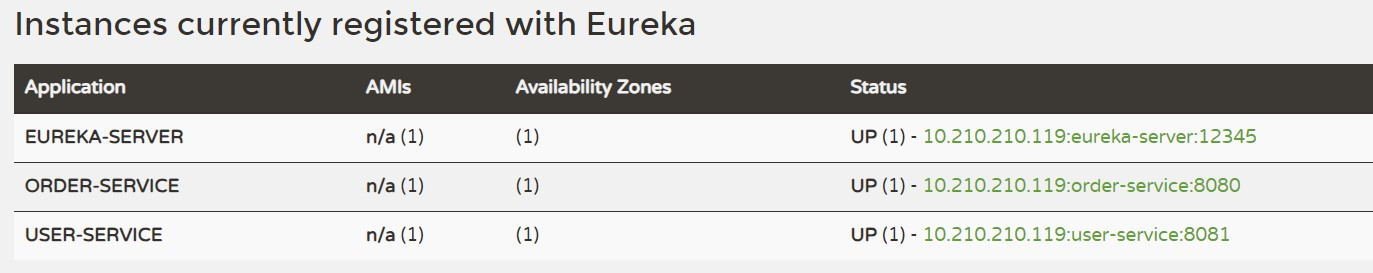 Instances currently registered with Eureka
Application AMIs Availability Zones Status
EUREKA-SERVER n/a (1) (1) UP (1) - 10.210.210.119:eureka-server:12345
ORDER-SERVICE n/a (1) (1) UP (1) - 10.210.210.119:order-service:8080
USER-SERVICE n/a (1) (1) UP (1) - 10.210.210.119:user-service:8081